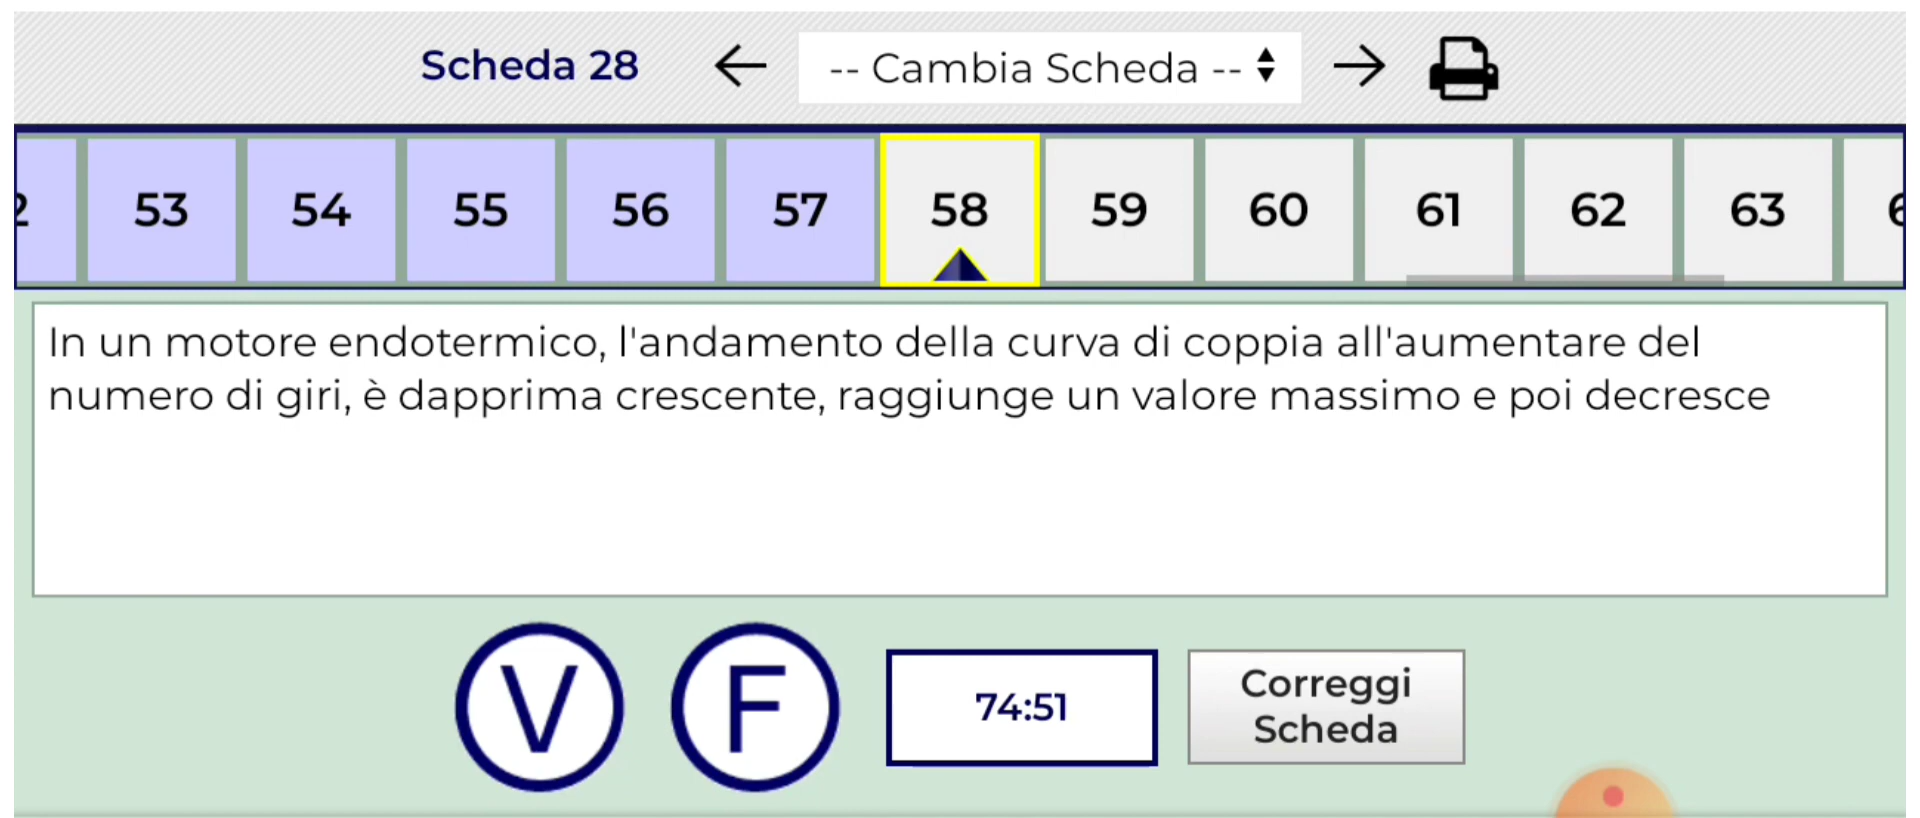 Scheda 28
-- Cambia Scheda --
53 54 55 56 57 58 59 60 61 62 63
In un motore endotermico, l'andamento della curva di coppia all'aumentare del
numero di giri, è dapprima crescente, raggiunge un valore massimo e poi decresce
V F 74:51 Correggi
Scheda